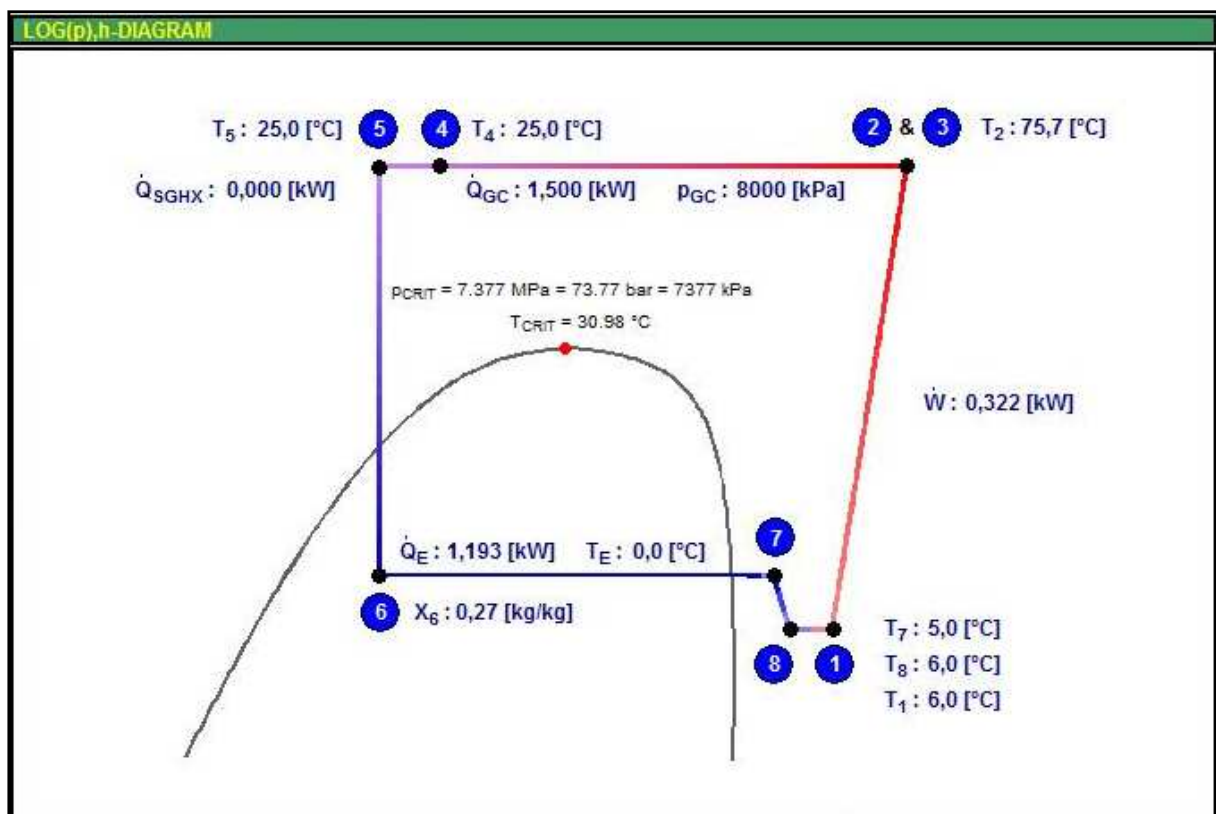 LOG(p),h-DIAGRAM
T5 : 25,0 [°C] 5 4 T4 : 25,0 [°C] 2 & 3 T2 : 75,7 [°C]
Q̇SGHX : 0,000 [kW] Q̇GC : 1,500 [kW] pGC : 8000 [kPa]
pCRIT = 7.377 MPa = 73.77 bar = 7377 kPa
TCRIT = 30.98 °C
Ẇ : 0,322 [kW]
7
Q̇E : 1,193 [kW] TE : 0,0 [°C]
6 X6 : 0,27 [kg/kg]
8 1
T7 : 5,0 [°C]
T8 : 6,0 [°C]
T1 : 6,0 [°C]